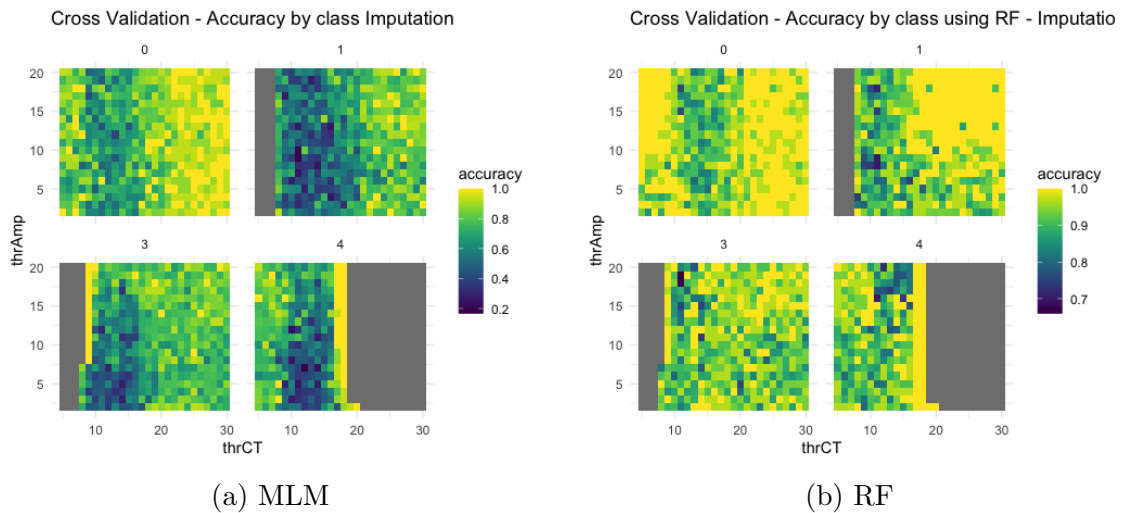 Cross Validation - Accuracy by class Imputation
0 1
20
15
10
5
thrAmp
3 4
20
15
10
5
10 20 30 10 20 30
thrCT
accuracy
1.0
0.8
0.6
0.4
0.2
(a) MLM
Cross Validation - Accuracy by class using RF - Imputatio
0 1
20
15
10
5
thrAmp
3 4
20
15
10
5
10 20 30 10 20 30
thrCT
accuracy
1.0
0.9
0.8
0.7
(b) RF